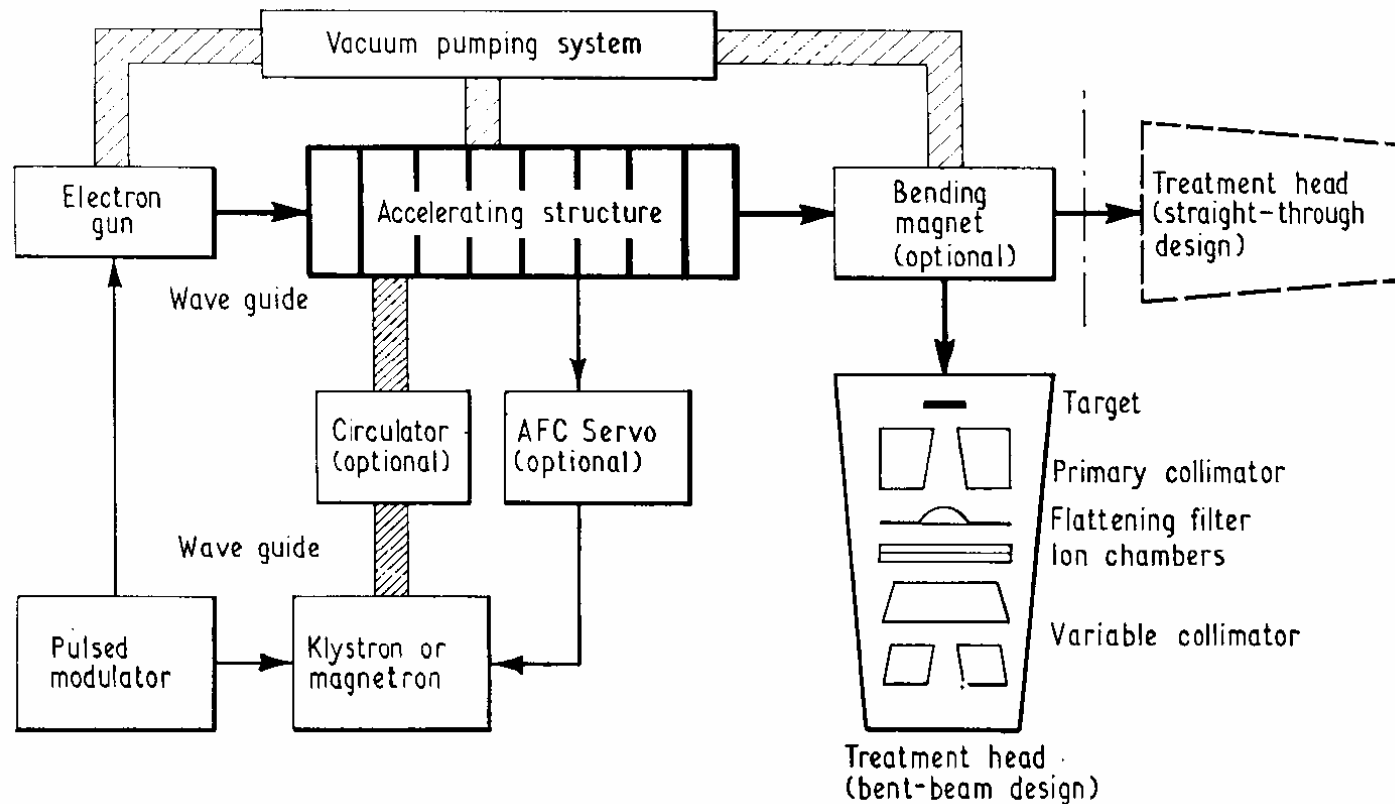 Vacuum pumping system
Electron
gun
Accelerating structure
Bending
magnet
(optional)
Treatment head
(straight-through
design)
Wave guide
Circulator
(optional)
AFC Servo
(optional)
Target
Primary collimator
Flattening filter
Ion chambers
Variable collimator
Wave guide
Pulsed
modulator
Klystron or
magnetron
Treatment head
(bent-beam design)